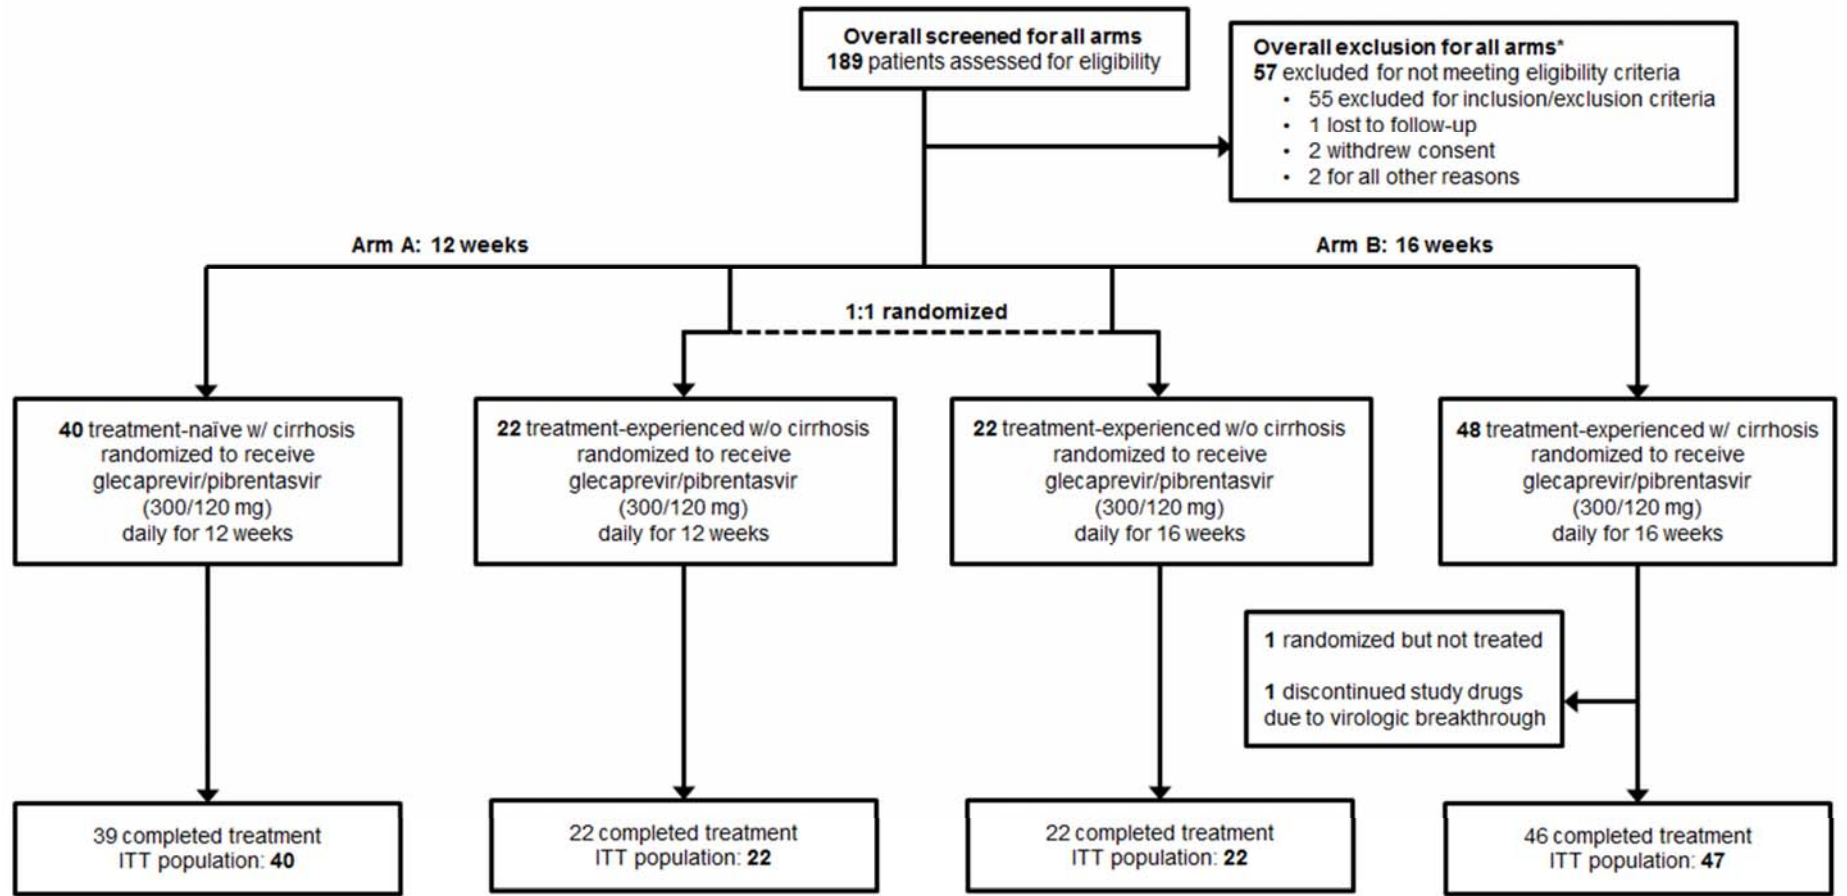 Overall screened for all arms
189 patients assessed for eligibility
Overall exclusion for all arms*
57 excluded for not meeting eligibility criteria
• 55 excluded for inclusion/exclusion criteria
• 1 lost to follow-up
• 2 withdrew consent
• 2 for all other reasons
Arm A: 12 weeks
Arm B: 16 weeks
1:1 randomized
40 treatment-naïve w/ cirrhosis
randomized to receive
glecaprevir/pibrentasvir
(300/120 mg)
daily for 12 weeks
22 treatment-experienced w/o cirrhosis
randomized to receive
glecaprevir/pibrentasvir
(300/120 mg)
daily for 12 weeks
22 treatment-experienced w/o cirrhosis
randomized to receive
glecaprevir/pibrentasvir
(300/120 mg)
daily for 16 weeks
48 treatment-experienced w/ cirrhosis
randomized to receive
glecaprevir/pibrentasvir
(300/120 mg)
daily for 16 weeks
1 randomized but not treated
1 discontinued study drugs
due to virologic breakthrough
39 completed treatment
ITT population: 40
22 completed treatment
ITT population: 22
22 completed treatment
ITT population: 22
46 completed treatment
ITT population: 47